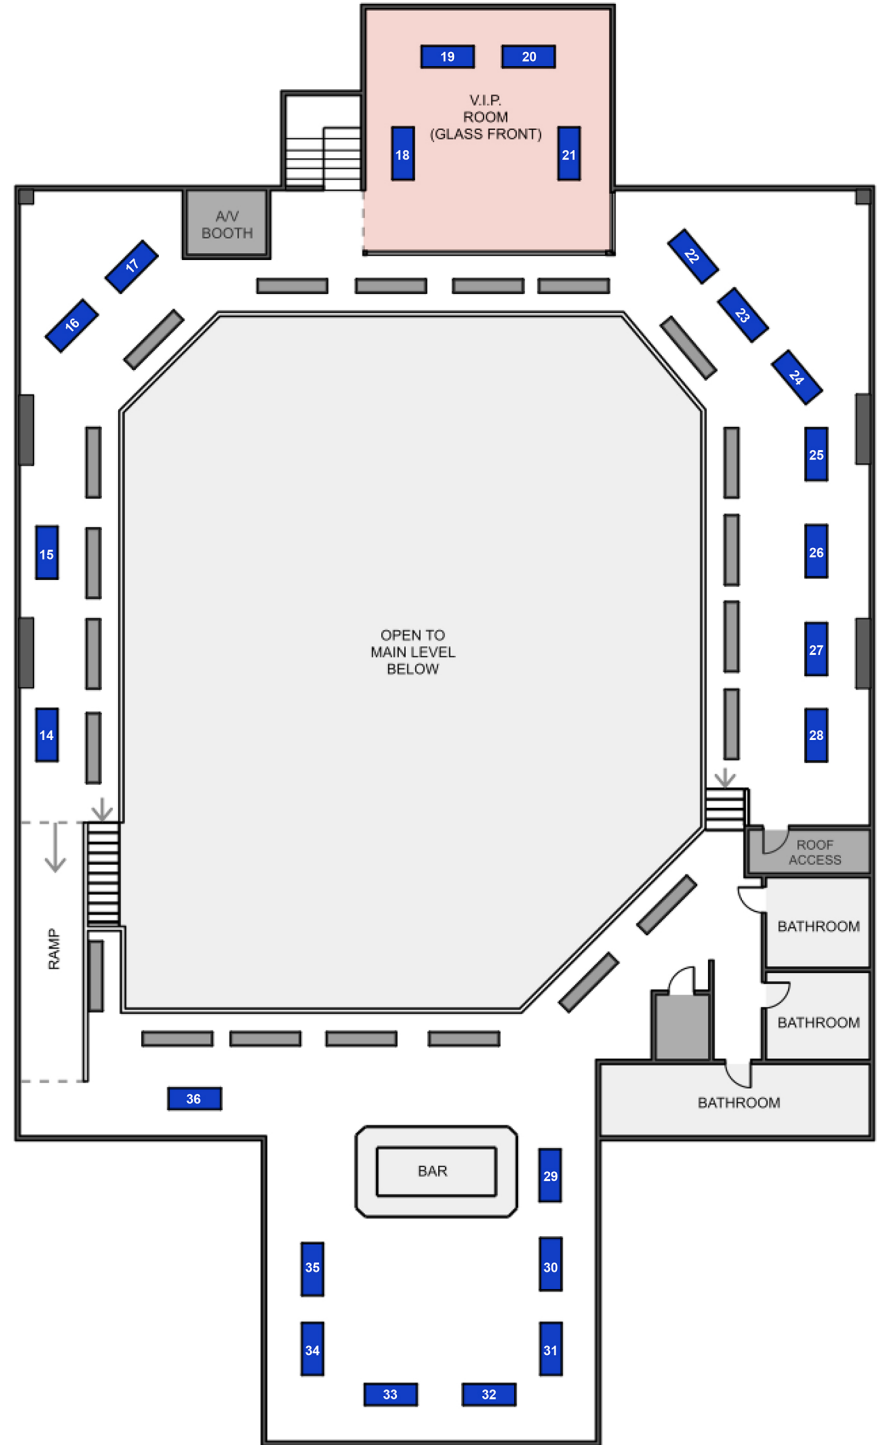 19
20
V.I.P.
ROOM
(GLASS FRONT)
18
21
A/V
BOOTH
17
22
16
23
24
25
15
26
OPEN TO
MAIN LEVEL
BELOW
27
14
28
ROOF
ACCESS
RAMP
BATHROOM
BATHROOM
36
BATHROOM
BAR
29
35
30
34
31
33
32